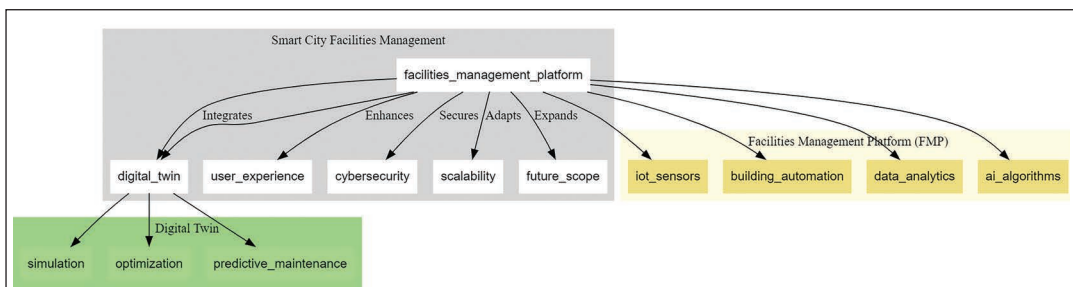 Smart City Facilities Management
facilities_management_platform
Integrates
Enhances
Secures
Adapts
Expands
Facilities Management Platform (FMP)
digital_twin
user_experience
cybersecurity
scalability
future_scope
iot_sensors
building_automation
data_analytics
ai_algorithms
Digital Twin
simulation
optimization
predictive_maintenance